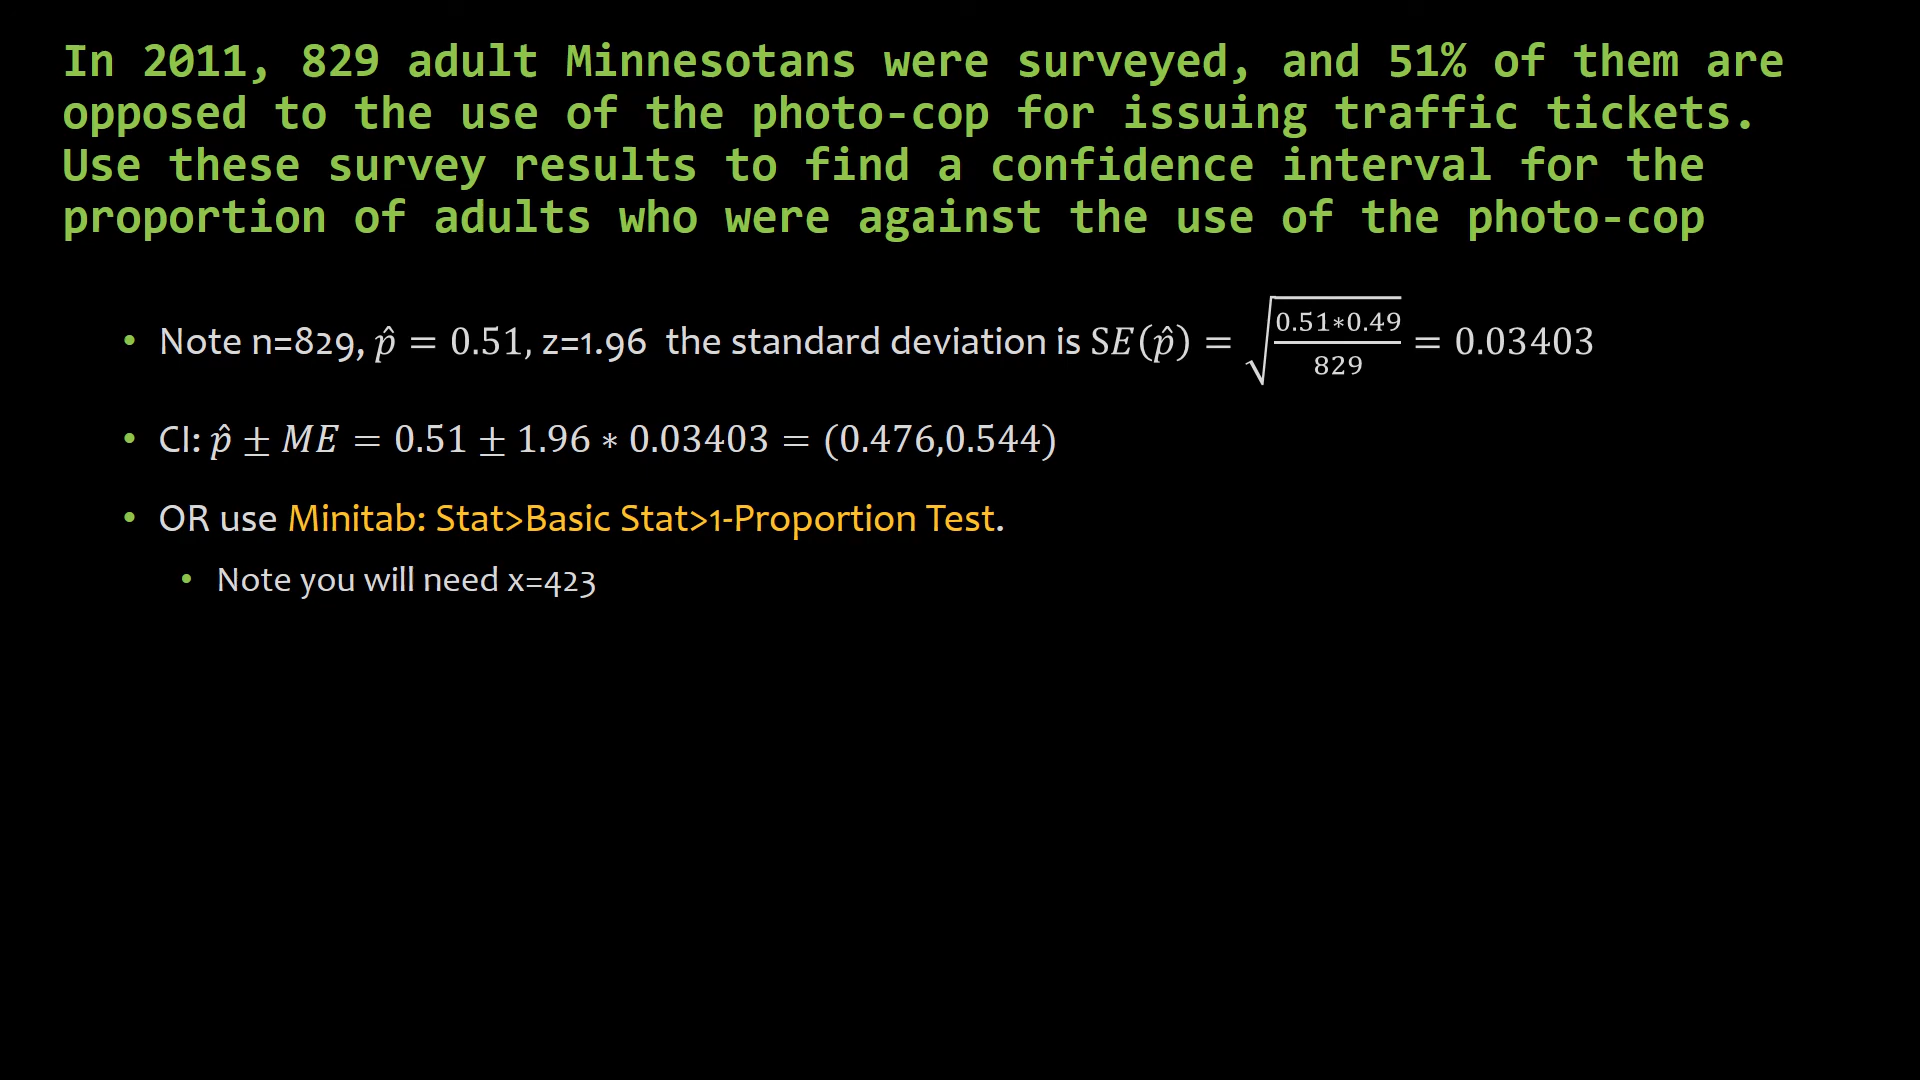 In 2011, 829 adult Minnesotans were surveyed, and 51% of them are
opposed to the use of the photo-cop for issuing traffic tickets.
Use these survey results to find a confidence interval for the
proportion of adults who were against the use of the photo-cop
• Note n=829, p̂ = 0.51, z=1.96 the standard deviation is SE(p̂) = √(0.51*0.49/829) = 0.03403
• CI: p̂ ± ME = 0.51 ± 1.96 * 0.03403 = (0.476,0.544)
• OR use Minitab: Stat>Basic Stat>1-Proportion Test.
• Note you will need x=423